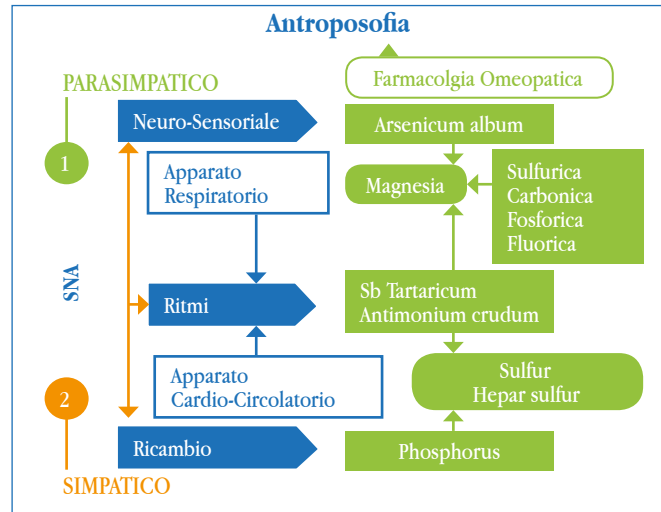 Antroposofia
PARASIMPATICO
Farmacolgia Omeopatica
Neuro-Sensoriale
Arsenicum album
1
Apparato
Respiratorio
Magnesia
Sulfurica
Carbonica
Fosforica
Fluorica
SNA
Ritmi
Sb Tartaricum
Antimonium crudum
Apparato
Cardio-Circolatorio
Sulfur
Hepar sulfur
2
Ricambio
Phosphorus
SIMPATICO